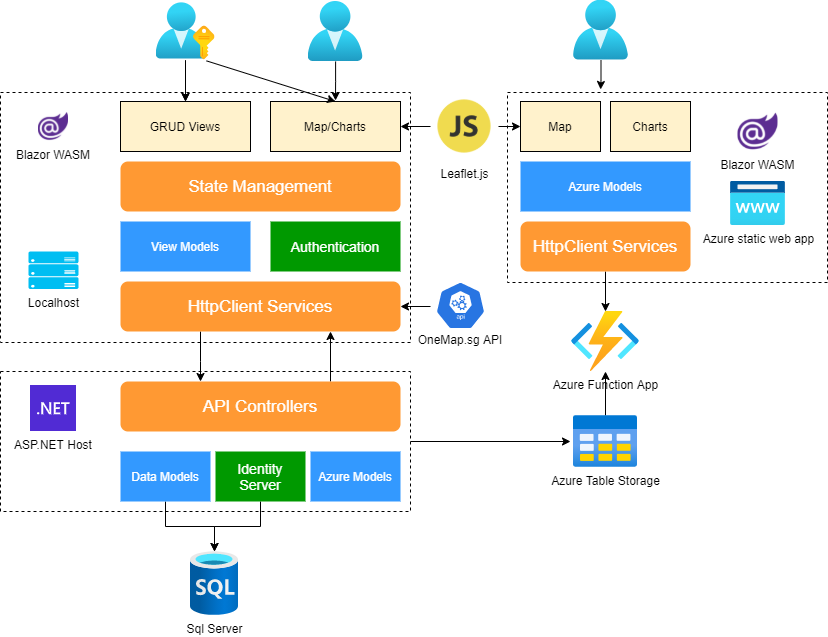 GRUD Views
Map/Charts
JS
Map
Charts
Blazor WASM
Leaflet.js
Blazor WASM
State Management
Azure Models
WWW
View Models
Authentication
HttpClient Services
Azure static web app
Localhost
HttpClient Services
api
OneMap.sg API
Azure Function App
API Controllers
.NET
ASP.NET Host
Data Models
Identity
Server
Azure Models
Azure Table Storage
SQL
Sql Server